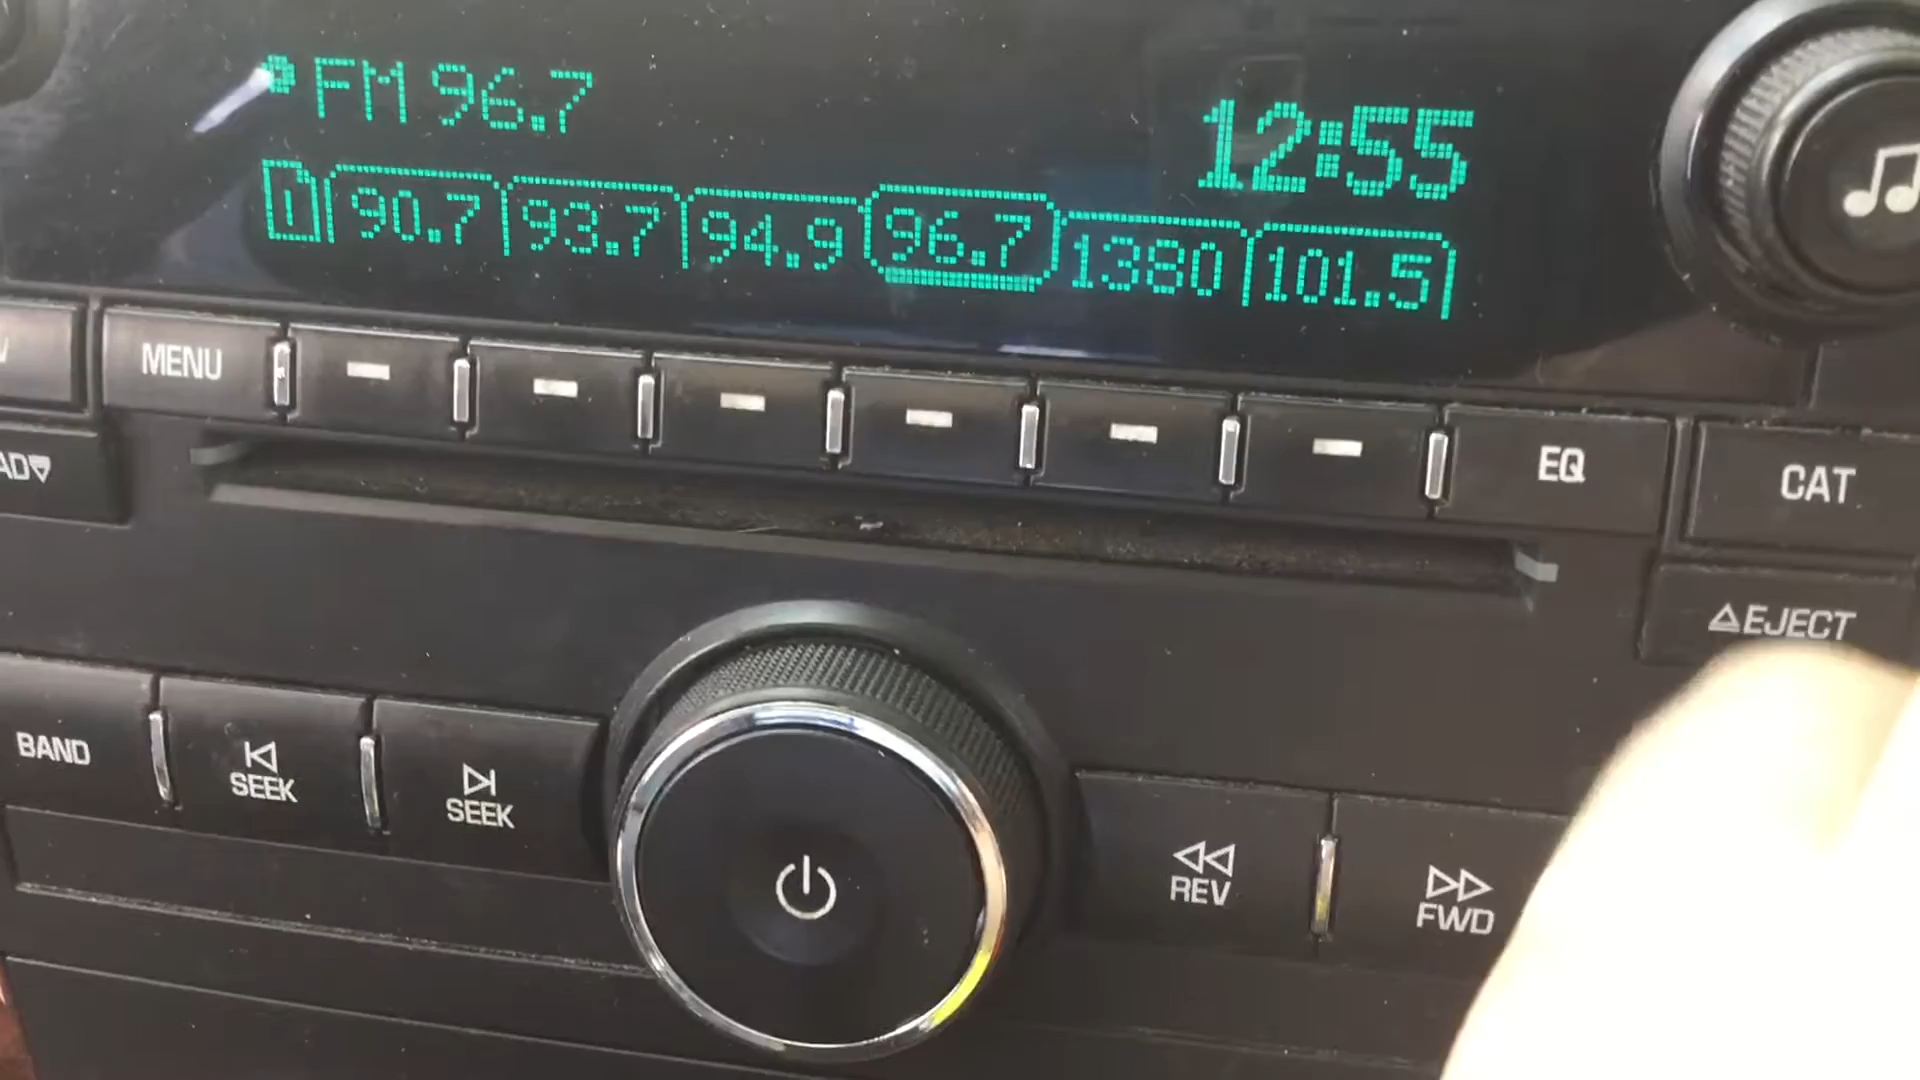 FM 96.7
12:55
1 90.7 93.7 94.9 96.7 1380 101.5
MENU
EQ
CAT
EJECT
BAND
SEEK
SEEK
REV
FWD